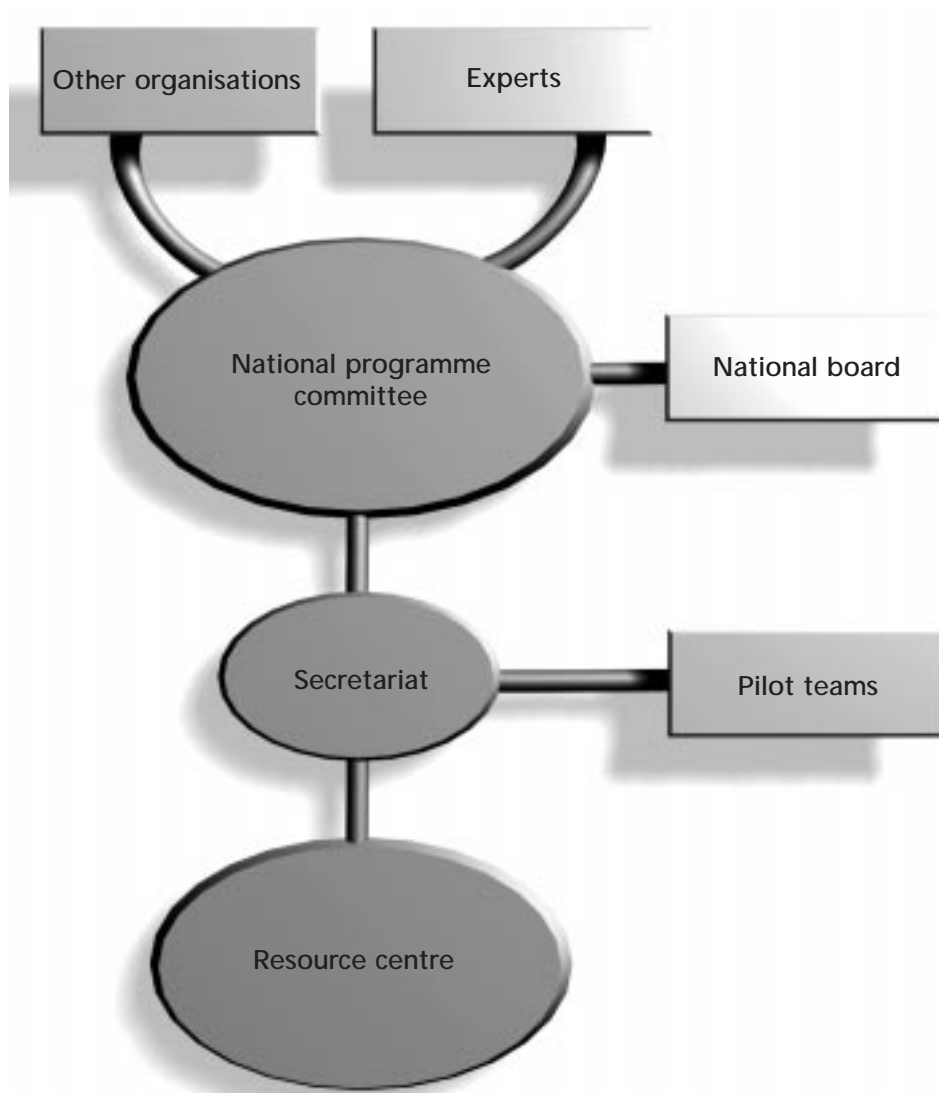 Other organisations
Experts
National programme
committee
National board
Secretariat
Pilot teams
Resource centre